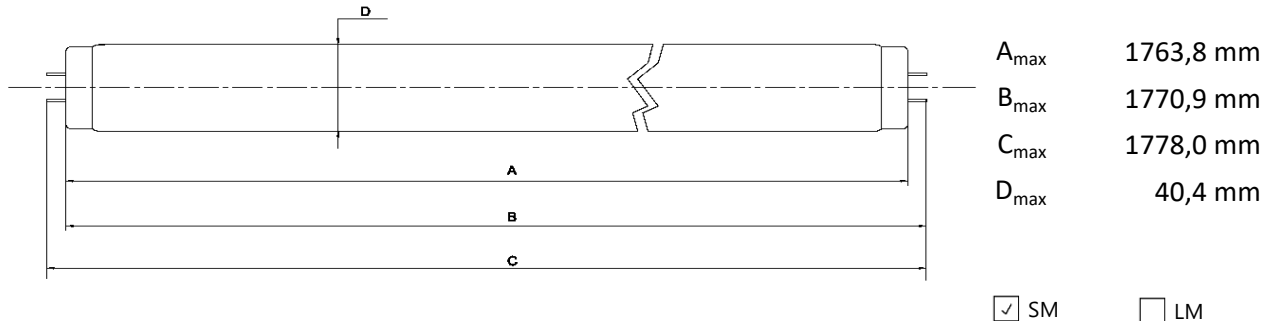 D
A
B
C
Amax 1763,8 mm
Bmax 1770,9 mm
Cmax 1778,0 mm
Dmax 40,4 mm
SM LM